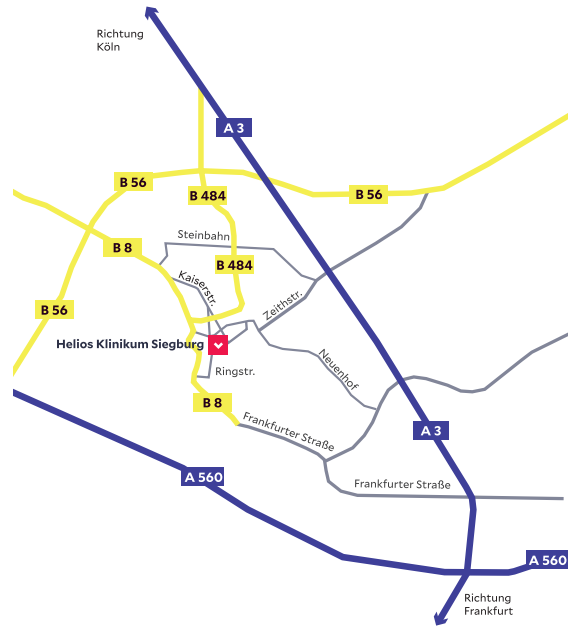 Richtung
Köln
A 3
B 56
B 484
B 56
Steinbahn
B 8
B 484
Kaiserstr.
Zeithstr.
B 56
Helios Klinikum Siegburg
Neuenhof
Ringstr.
B 8
Frankfurter Straße
A 3
A 560
Frankfurter Straße
A 560
Richtung
Frankfurt